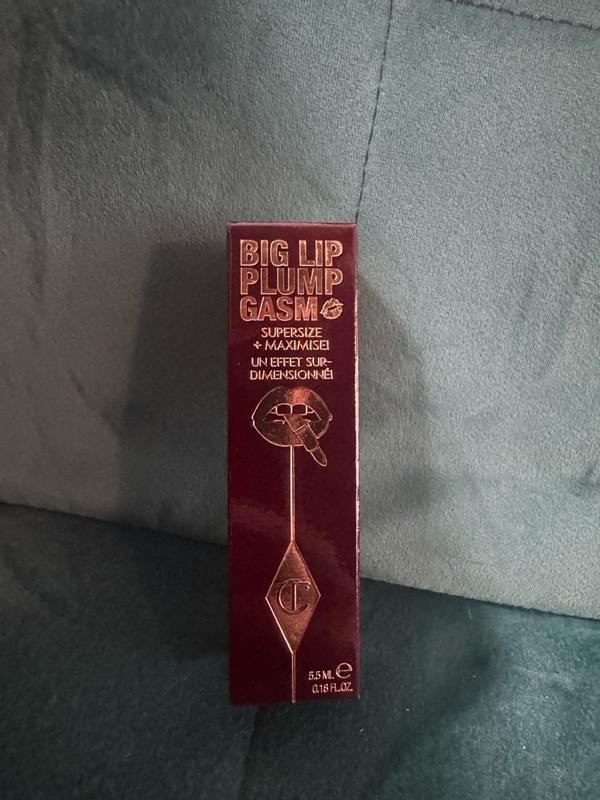 BIG LIP
PLUMP
GASM
SUPERSIZE
+ MAXIMISE!
UN EFFET SUR-
DIMENSIONNÉ!
CT
5.5 ML e
0.18 FL.OZ.